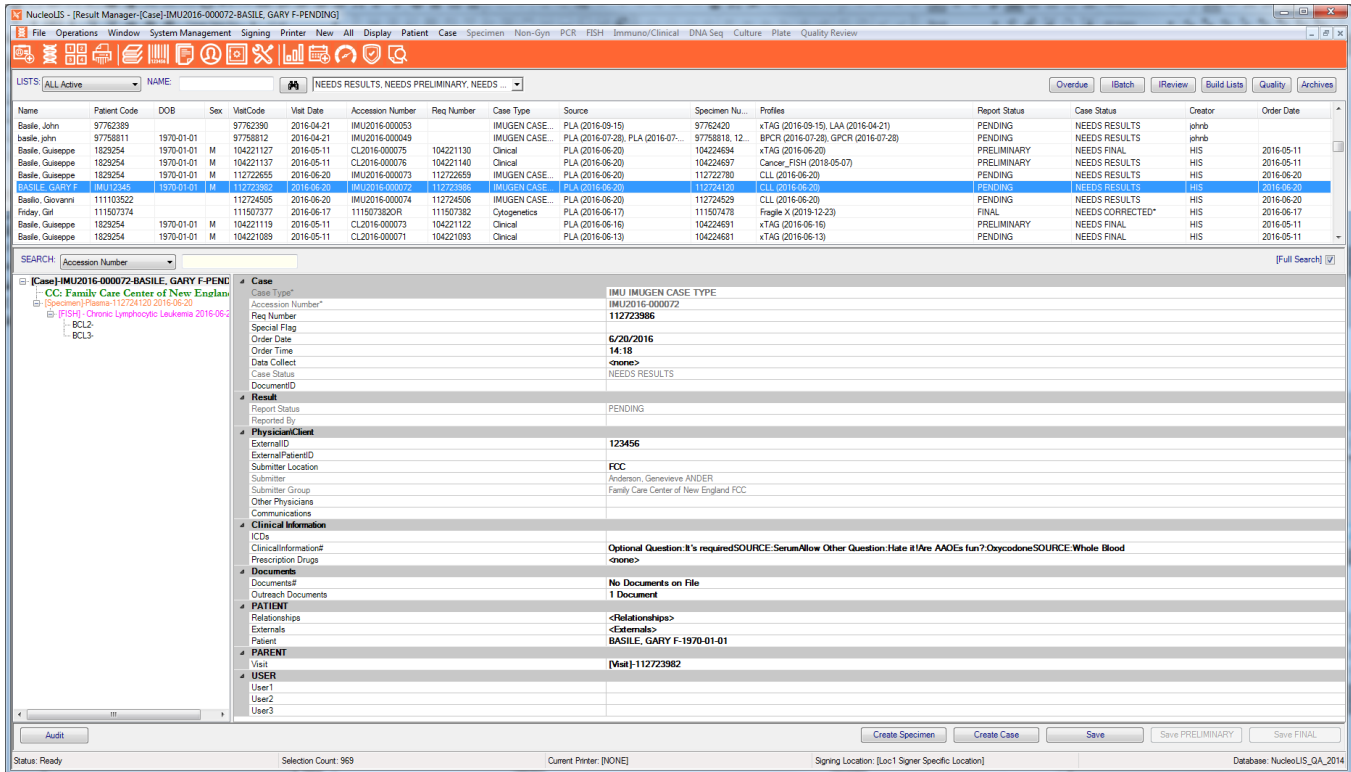 NucleoLIS - [Result Manager-[Case]-IMU2016-000072-BASILE, GARY F-PENDING]
File Operations Window System Management Signing Printer New All Display Patient Case Specimen Non-Gyn PCR FISH Immuno/Clinical DNA Seq Culture Plate Quality Review
LISTS: ALL Active NAME: NEEDS RESULTS, NEEDS PRELIMINARY, NEEDS ... Overdue IBatch IReview Build Lists Quality Archives
Name Patient Code DOB Sex VisitCode Visit Date Accession Number Req Number Case Type Source Specimen Nu... Profiles Report Status Case Status Creator Order Date
Basile, John 97762389 97762390 2016-04-21 IMU2016-000053 IMUGEN CASE... PLA (2016-09-15) 97762420 xTAG (2016-09-15), LAA (2016-04-21) PENDING NEEDS RESULTS johnb
basile, john 97758811 1970-01-01 97758812 2016-04-21 IMU2016-000049 IMUGEN CASE... PLA (2016-07-28), PLA (2016-07-... 97758818, 12... BPCR (2016-07-28), GPCR (2016-07-28) PENDING NEEDS RESULTS johnb
Basile, Guiseppe 1829254 1970-01-01 M 104221127 2016-05-11 CL2016-000075 104221130 Clinical PLA (2016-06-20) 104224694 xTAG (2016-06-20) PRELIMINARY NEEDS FINAL HIS 2016-05-11
Basile, Guiseppe 1829254 1970-01-01 M 104221137 2016-05-11 CL2016-000076 104221140 Clinical PLA (2016-06-20) 104224697 Cancer_FISH (2018-05-07) PRELIMINARY NEEDS RESULTS HIS 2016-05-11
Basile, Guiseppe 1829254 1970-01-01 M 112722655 2016-06-20 IMU2016-000073 112722659 IMUGEN CASE... PLA (2016-06-20) 112722780 CLL (2016-06-20) PENDING NEEDS RESULTS HIS 2016-06-20
BASILE, GARY F IMU12345 1970-01-01 M 112723982 2016-06-20 IMU2016-000072 112723986 IMUGEN CASE... PLA (2016-06-20) 112724120 CLL (2016-06-20) PENDING NEEDS RESULTS HIS 2016-06-20
Basilio, Giovanni 111103522 112724505 2016-06-20 IMU2016-000074 112724506 IMUGEN CASE... PLA (2016-06-20) 112724529 CLL (2016-06-20) PENDING NEEDS RESULTS HIS 2016-06-20
Friday, Girl 111507374 111507377 2016-06-17 111507382OR 111507382 Cytogenetics PLA (2016-06-17) 111507478 Fragile X (2019-12-23) FINAL NEEDS CORRECTED* HIS 2016-06-17
Basile, Guiseppe 1829254 1970-01-01 M 104221119 2016-05-11 CL2016-000073 104221122 Clinical PLA (2016-06-16) 104224691 xTAG (2016-06-16) PRELIMINARY NEEDS FINAL HIS 2016-05-11
Basile, Guiseppe 1829254 1970-01-01 M 104221089 2016-05-11 CL2016-000071 104221093 Clinical PLA (2016-06-13) 104224681 xTAG (2016-06-13) PENDING NEEDS FINAL HIS 2016-05-11
SEARCH: Accession Number [Full Search]
[Case]-IMU2016-000072-BASILE, GARY F-PEND
CC: Family Care Center of New Englan
[Specimen]-Plasma-112724120 2016-06-20
[FISH] - Chronic Lymphocytic Leukemia 2016-06-2
BCL2-
BCL3-
Case
Case Type* IMU IMUGEN CASE TYPE
Accession Number* IMU2016-000072
Req Number 112723986
Special Flag
Order Date 6/20/2016
Order Time 14:18
Data Collect <none>
Case Status NEEDS RESULTS
DocumentID
Result
Report Status PENDING
Reported By
Physician\Client
ExternalID 123456
ExternalPatientID
Submitter Location FCC
Submitter Anderson, Genevieve ANDER
Submitter Group Family Care Center of New England FCC
Other Physicians
Communications
Clinical Information
ICDs
ClinicalInformation# Optional Question:It's requiredSOURCE:SerumAllow Other Question:Hate it!Are AAOEs fun?:OxycodoneSOURCE:Whole Blood
Prescription Drugs <none>
Documents
Documents# No Documents on File
Outreach Documents 1 Document
PATIENT
Relationships <Relationships>
Externals <Externals>
Patient BASILE, GARY F-1970-01-01
PARENT
Visit [Visit]-112723982
USER
User1
User2
User3
Audit Create Specimen Create Case Save Save PRELIMINARY Save FINAL
Status: Ready Selection Count: 969 Current Printer: [NONE] Signing Location: [Loc1 Signer Specific Location] Database: NucleoLIS_QA_2014